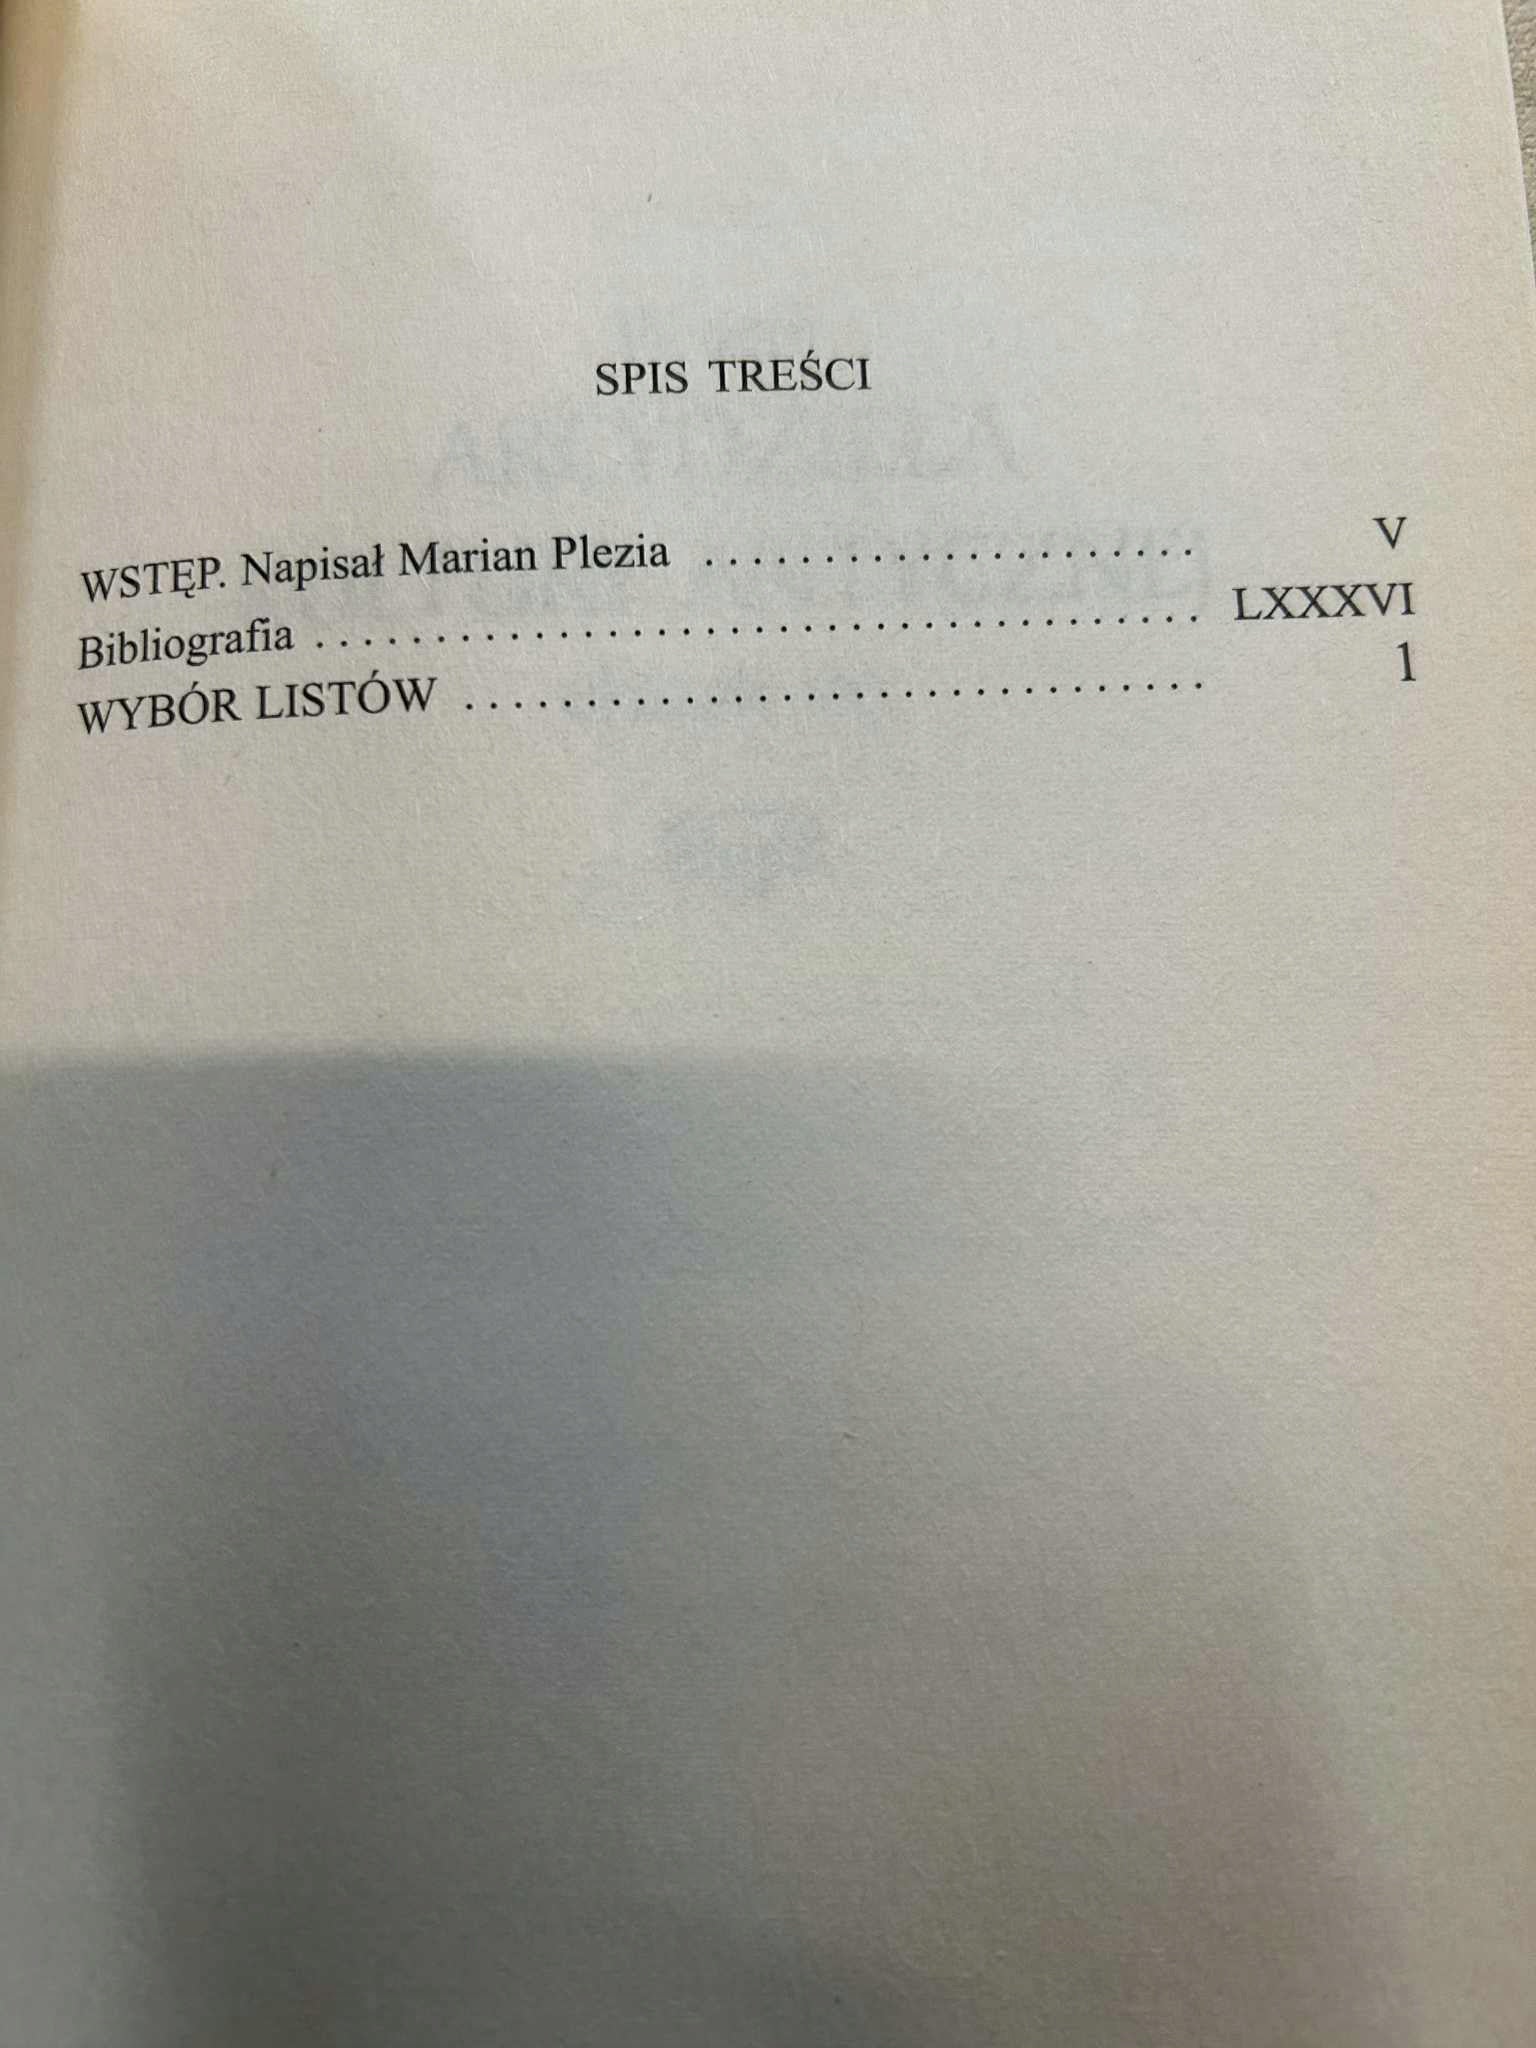 SPIS TREŚCI
WSTĘP. Napisał Marian Plezia . . . . . . . . . . . . . . . . . . . . . V
Bibliografia . . . . . . . . . . . . . . . . . . . . . . . . . . . . . . . . . . . . . . LXXXVI
WYBÓR LISTÓW . . . . . . . . . . . . . . . . . . . . . . . . . . . . . . . 1